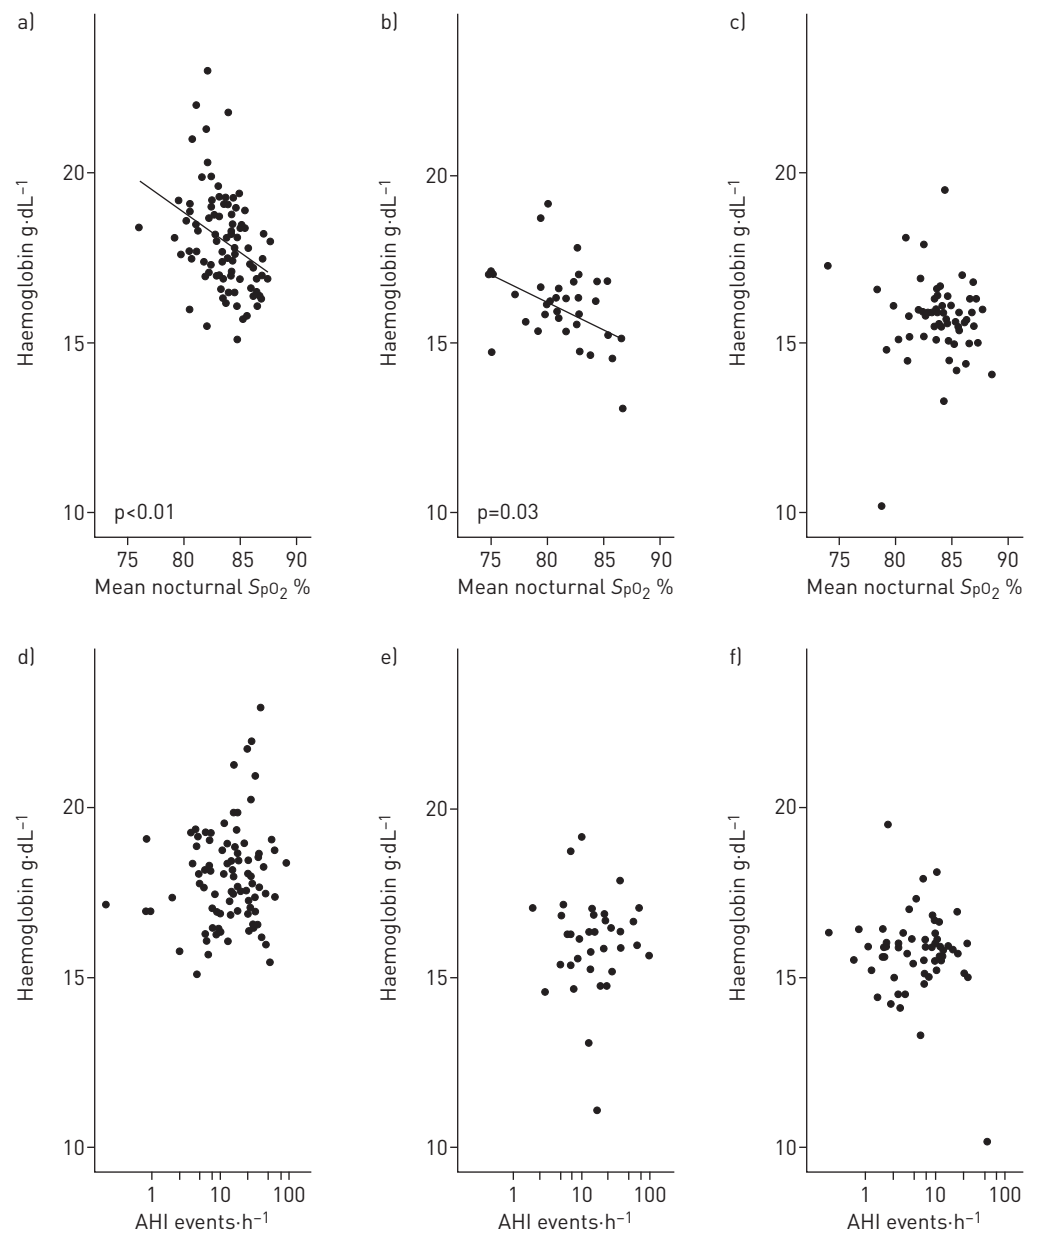 a)
b)
c)
Haemoglobin g·dL⁻¹
20
15
10
p<0.01
75 80 85 90
Mean nocturnal SpO₂ %
Haemoglobin g·dL⁻¹
20
15
10
p=0.03
75 80 85 90
Mean nocturnal SpO₂ %
Haemoglobin g·dL⁻¹
20
15
10
75 80 85 90
Mean nocturnal SpO₂ %
d)
e)
f)
Haemoglobin g·dL⁻¹
20
15
10
1 10 100
AHI events·h⁻¹
Haemoglobin g·dL⁻¹
20
15
10
1 10 100
AHI events·h⁻¹
Haemoglobin g·dL⁻¹
20
15
10
1 10 100
AHI events·h⁻¹